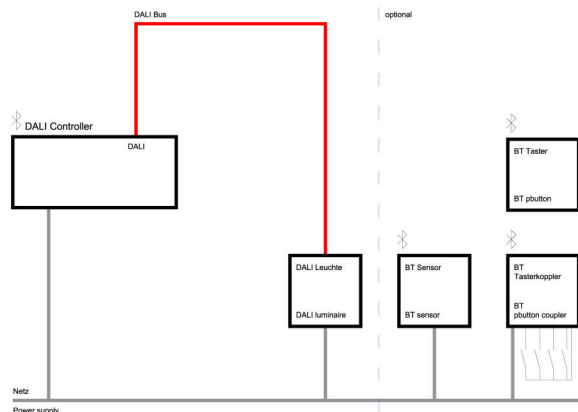 DALI Bus
optional
DALI Controller
DALI
BT Taster
BT pbutton
DALI Leuchte
DALI luminaire
BT Sensor
BT sensor
BT
Tasterkoppler
BT
pbutton coupler
Netz
Power supply